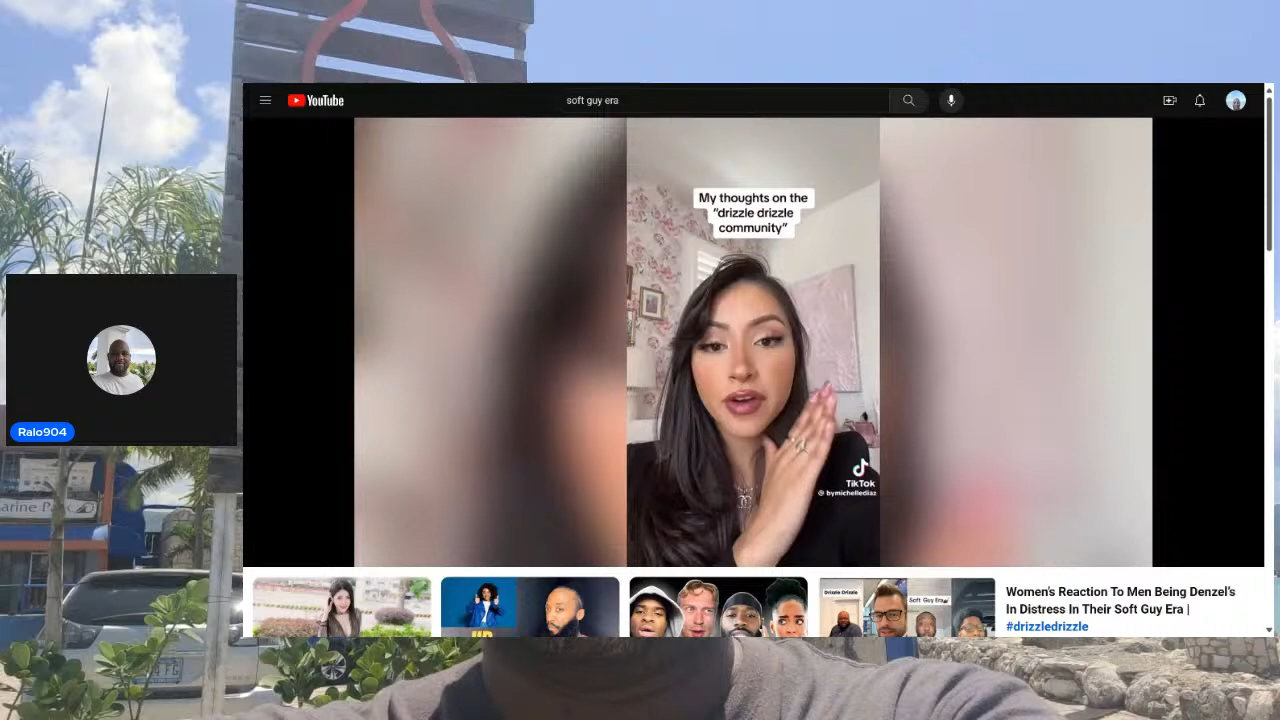 YouTube
soft guy era
My thoughts on the
"drizzle drizzle
community"
TikTok
@ bymichellediaz
Ralo904
arine Pa
Drizzle Drizzle
Soft Guy Era
Women's Reaction To Men Being Denzel's
In Distress In Their Soft Guy Era |
#drizzledrizzle